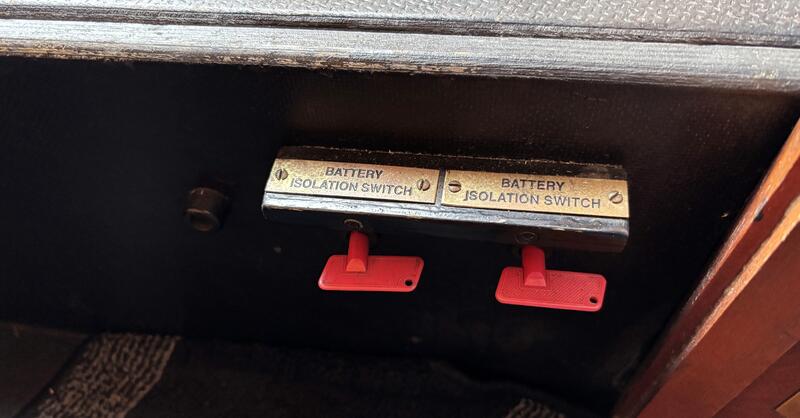 BATTERY
ISOLATION SWITCH
BATTERY
ISOLATION SWITCH